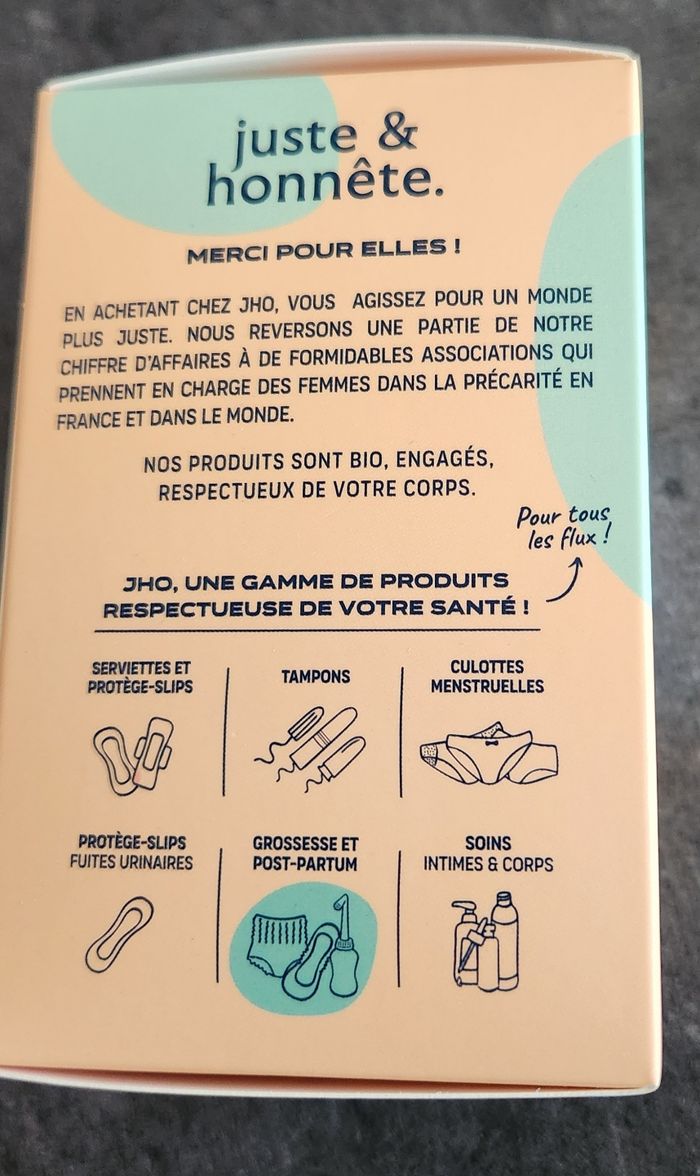 juste &
honnête.
MERCI POUR ELLES !
EN ACHETANT CHEZ JHO, VOUS AGISSEZ POUR UN MONDE
PLUS JUSTE. NOUS REVERSONS UNE PARTIE DE NOTRE
CHIFFRE D'AFFAIRES À DE FORMIDABLES ASSOCIATIONS QUI
PRENNENT EN CHARGE DES FEMMES DANS LA PRÉCARITÉ EN
FRANCE ET DANS LE MONDE.
NOS PRODUITS SONT BIO, ENGAGÉS,
RESPECTUEUX DE VOTRE CORPS.
Pour tous
les flux !
JHO, UNE GAMME DE PRODUITS
RESPECTUEUSE DE VOTRE SANTÉ !
SERVIETTES ET
PROTÈGE-SLIPS
TAMPONS
CULOTTES
MENSTRUELLES
PROTÈGE-SLIPS
FUITES URINAIRES
GROSSESSE ET
POST-PARTUM
SOINS
INTIMES & CORPS